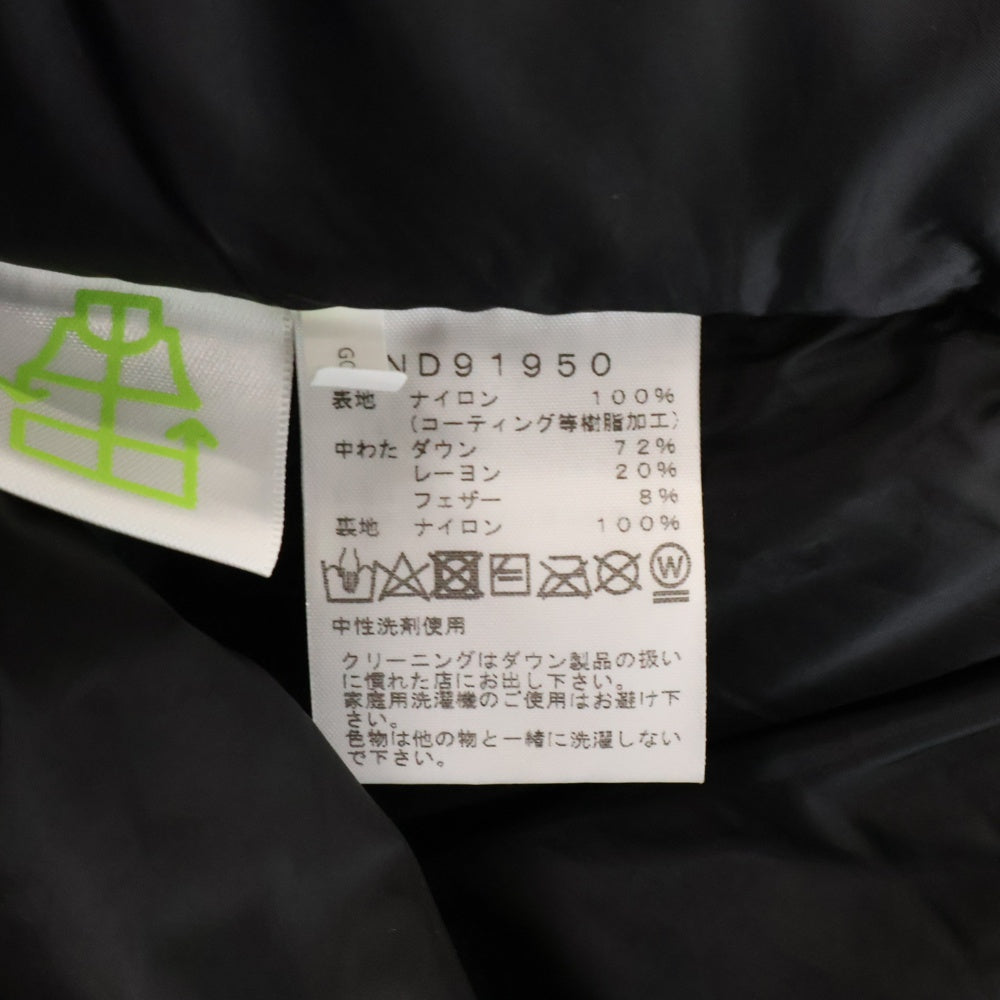 GO
ND91950
表地 ナイロン 100%
(コーティング等樹脂加工)
中わた ダウン 72%
レーヨン 20%
フェザー 8%
裏地 ナイロン 100%
W
中性洗剤使用
クリーニングはダウン製品の扱い
に慣れた店にお出し下さい。
家庭用洗濯機のご使用はお避け下
さい。
色物は他の物と一緒に洗濯しない
で下さい。